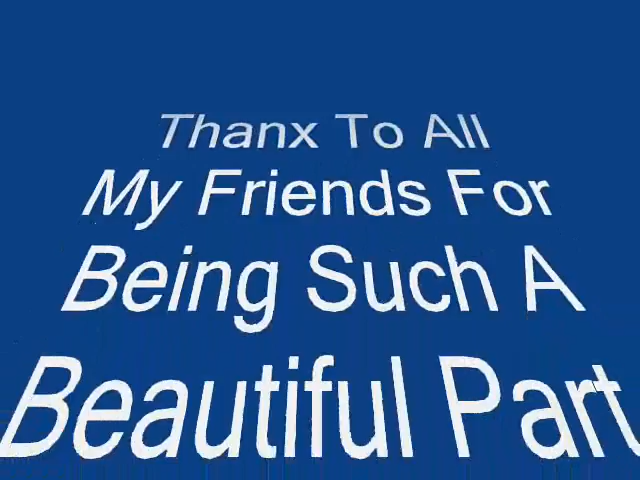 Thanx To All
My Friends For
Being Such A
Beautiful Part